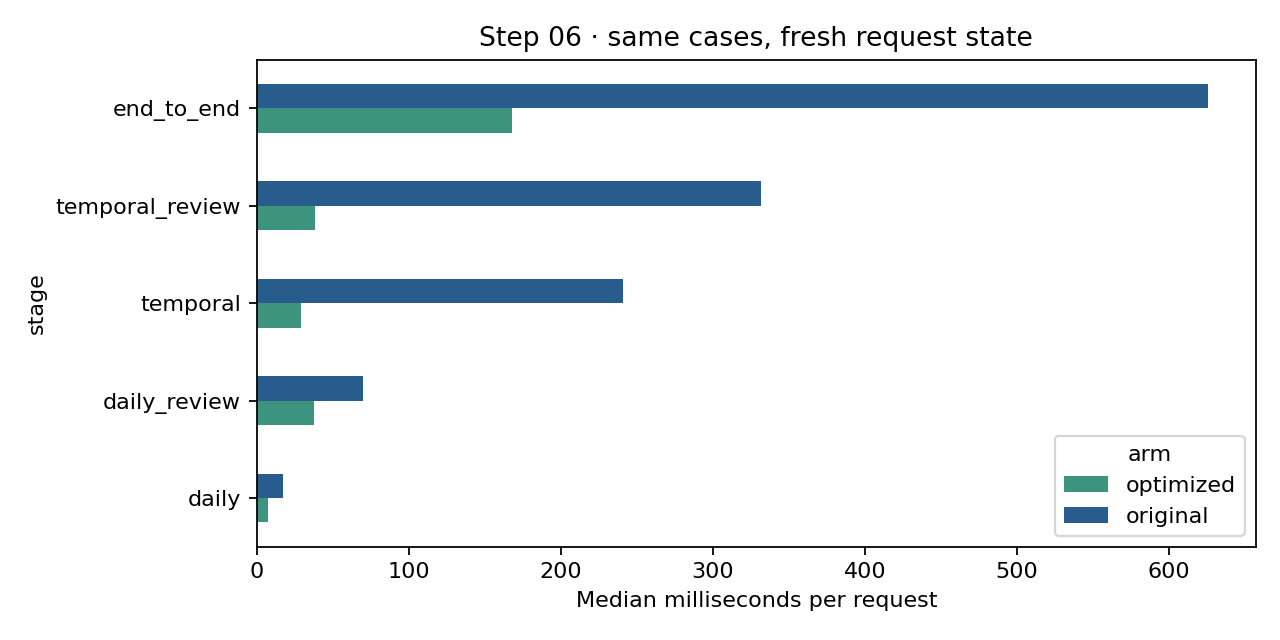 Step 06 · same cases, fresh request state
stage
end_to_end
temporal_review
temporal
daily_review
daily
arm
optimized
original
0 100 200 300 400 500 600
Median milliseconds per request